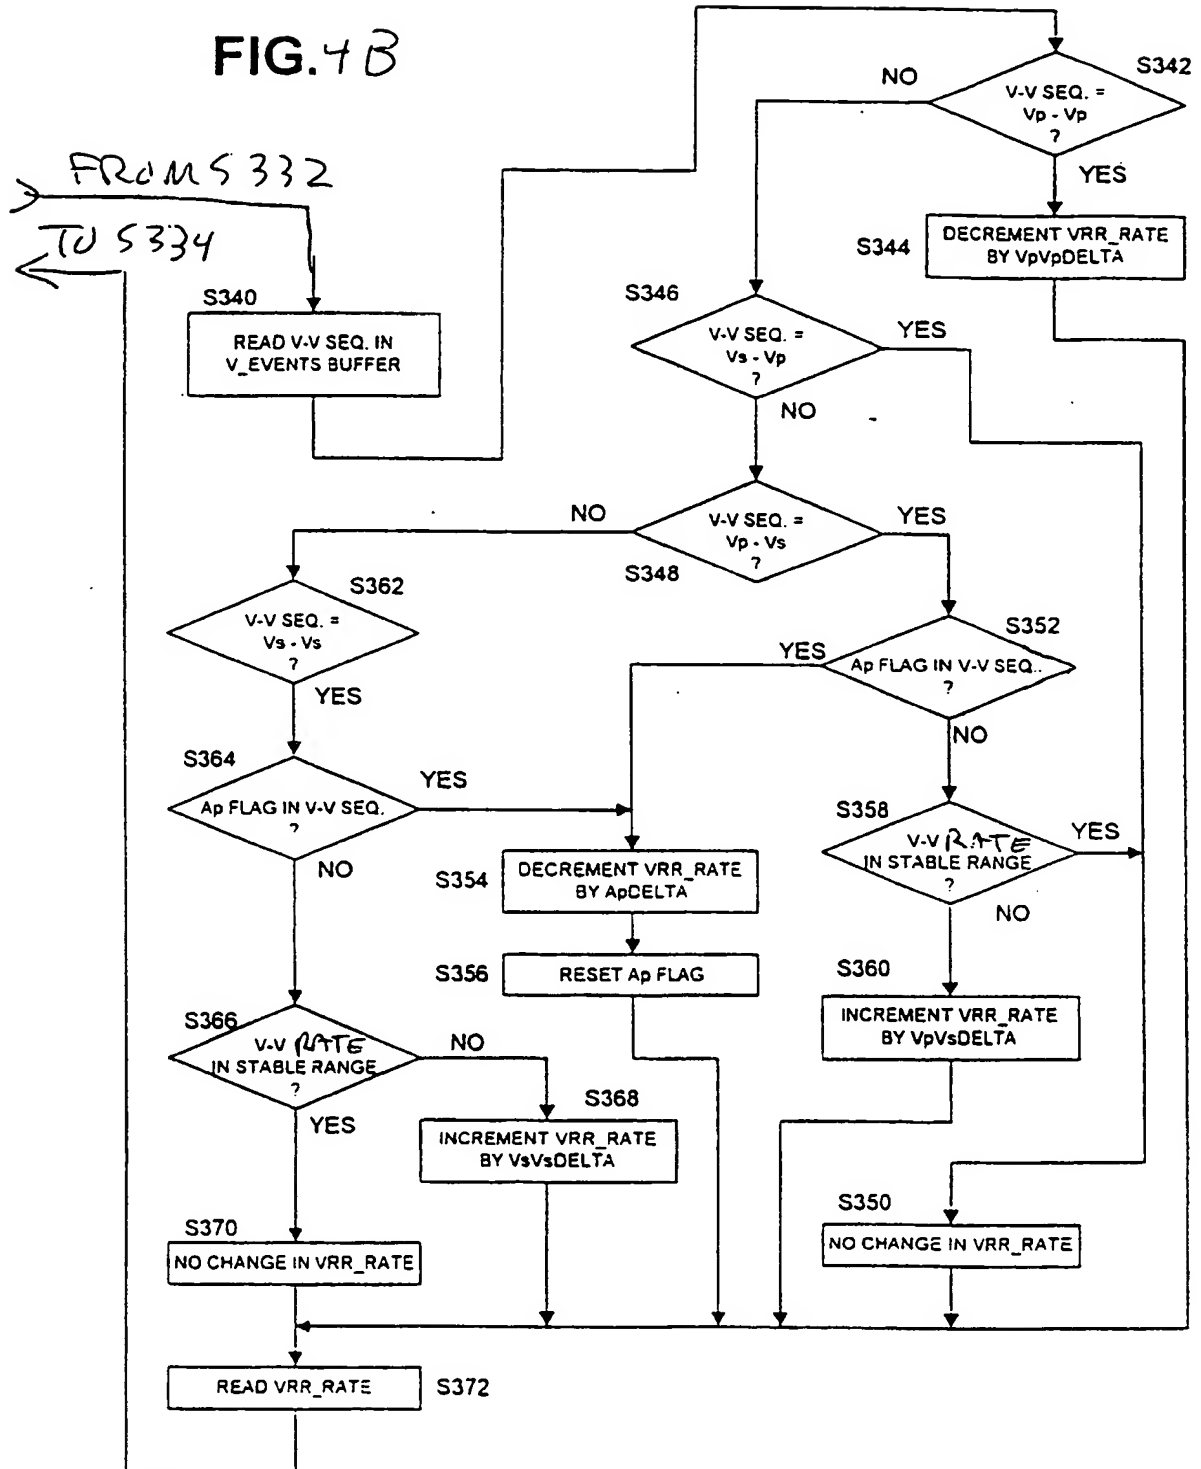 FIG. 4B
FROM S332
TO S334
S340
READ V-V SEQ. IN
V_EVENTS BUFFER
S342
V-V SEQ. =
Vp - Vp
?
NO
YES
S344
DECREMENT VRR_RATE
BY VpVpDELTA
S346
V-V SEQ. =
Vs - Vp
?
YES
NO
S348
V-V SEQ. =
Vp - Vs
?
NO
YES
S362
V-V SEQ. =
Vs - Vs
?
YES
S352
Ap FLAG IN V-V SEQ..
?
YES
NO
S364
Ap FLAG IN V-V SEQ.
?
YES
NO
S358
V-V RATE
IN STABLE RANGE
?
YES
NO
S354
DECREMENT VRR_RATE
BY ApDELTA
S356
RESET Ap FLAG
S360
INCREMENT VRR_RATE
BY VpVsDELTA
S366
V-V RATE
IN STABLE RANGE
?
NO
YES
S368
INCREMENT VRR_RATE
BY VsVsDELTA
S370
NO CHANGE IN VRR_RATE
S350
NO CHANGE IN VRR_RATE
READ VRR_RATE
S372